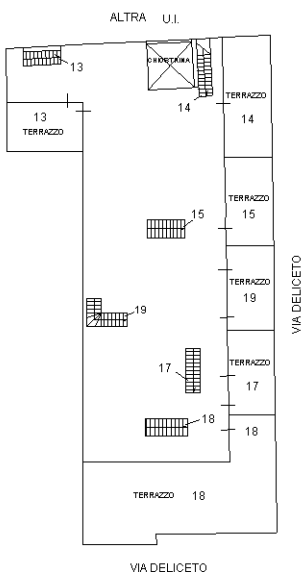 ALTRA U.I.
13
CHIOSTRINA
14
13
TERRAZZO
TERRAZZO
14
TERRAZZO
15
15
TERRAZZO
19
19
VIA DELICETO
17
TERRAZZO
17
18
18
TERRAZZO 18
VIA DELICETO